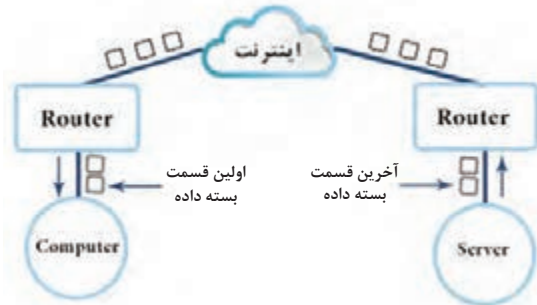 اینترنت
Router
Router
آخرین قسمت
بسته داده
اولین قسمت
بسته داده
Computer
Server